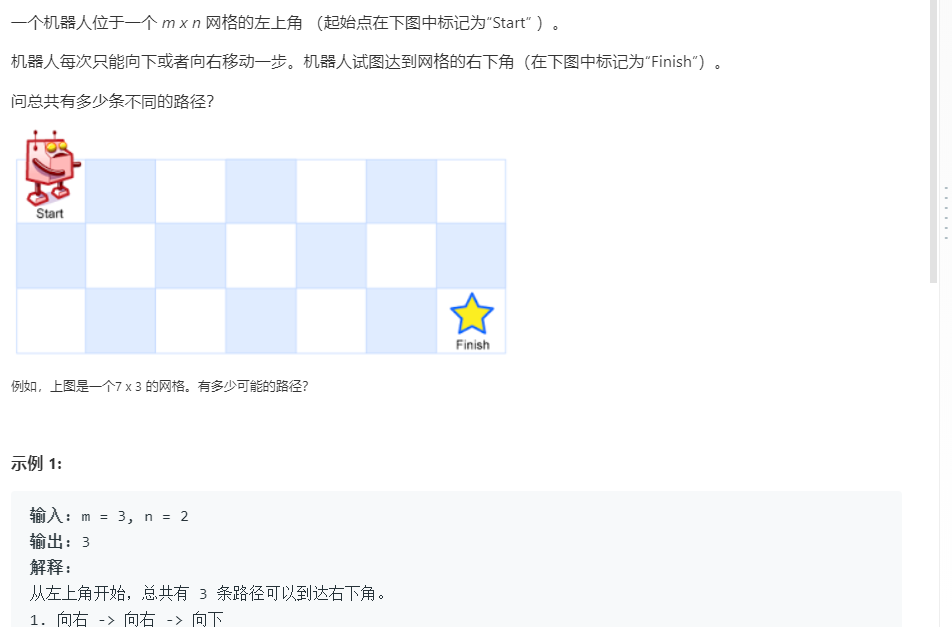 一个机器人位于一个 m x n 网格的左上角 （起始点在下图中标记为“Start” ）。
机器人每次只能向下或者向右移动一步。机器人试图达到网格的右下角（在下图中标记为“Finish”）。
问总共有多少条不同的路径？
Start
Finish
例如，上图是一个7 x 3 的网格。有多少可能的路径？
示例 1:
输入: m = 3, n = 2
输出: 3
解释:
从左上角开始，总共有 3 条路径可以到达右下角。
1. 向右 -> 向右 -> 向下